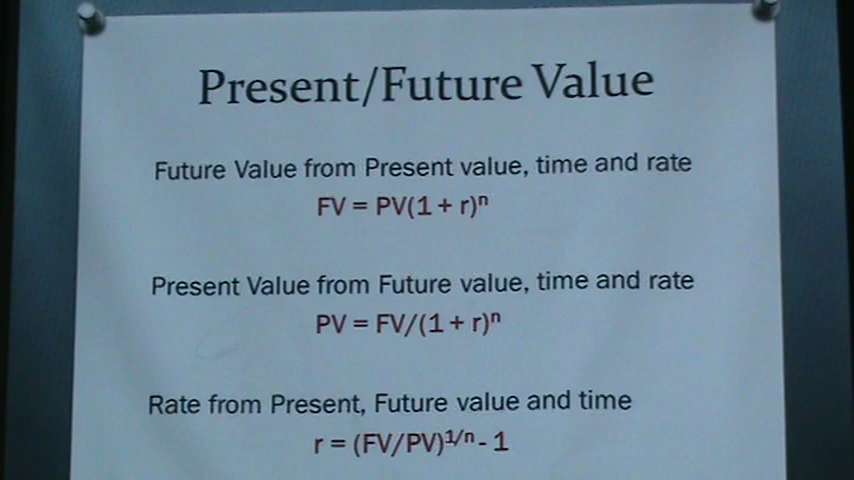 Present/Future Value
Future Value from Present value, time and rate
FV = PV(1 + r)ⁿ
Present Value from Future value, time and rate
PV = FV/(1 + r)ⁿ
Rate from Present, Future value and time
r = (FV/PV)¹/ⁿ - 1